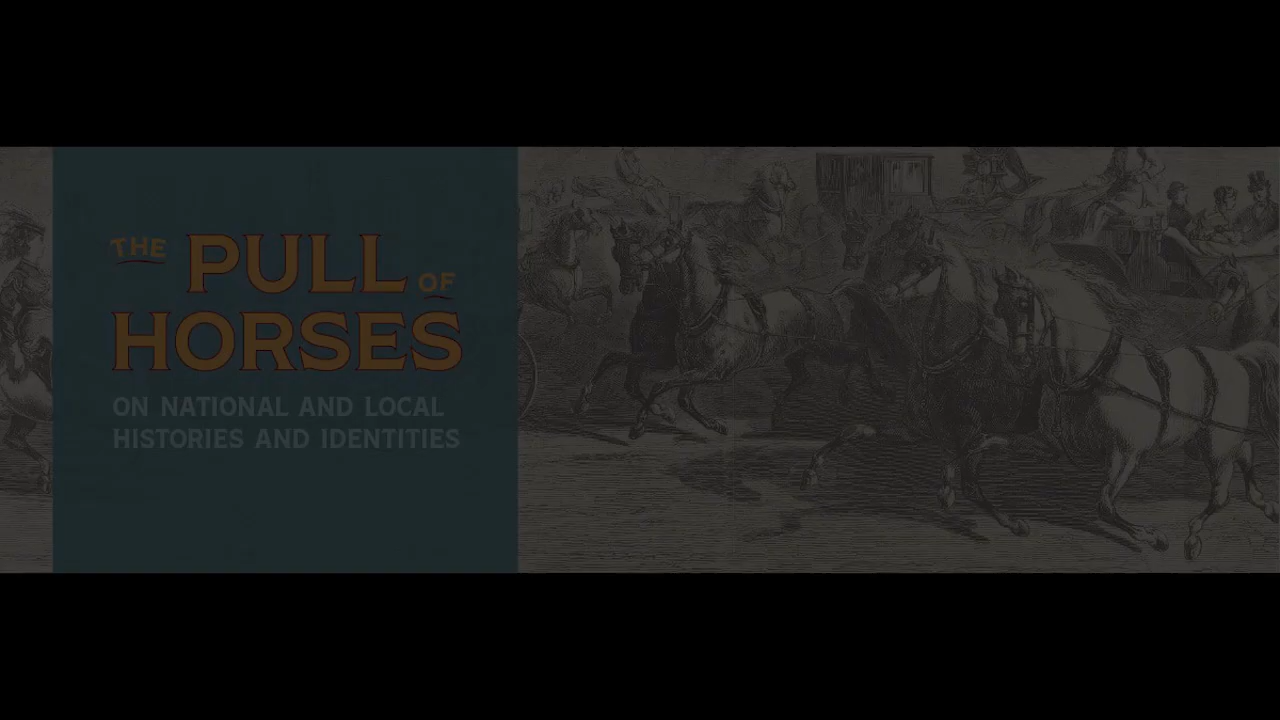 THE PULL OF
HORSES
ON NATIONAL AND LOCAL
HISTORIES AND IDENTITIES